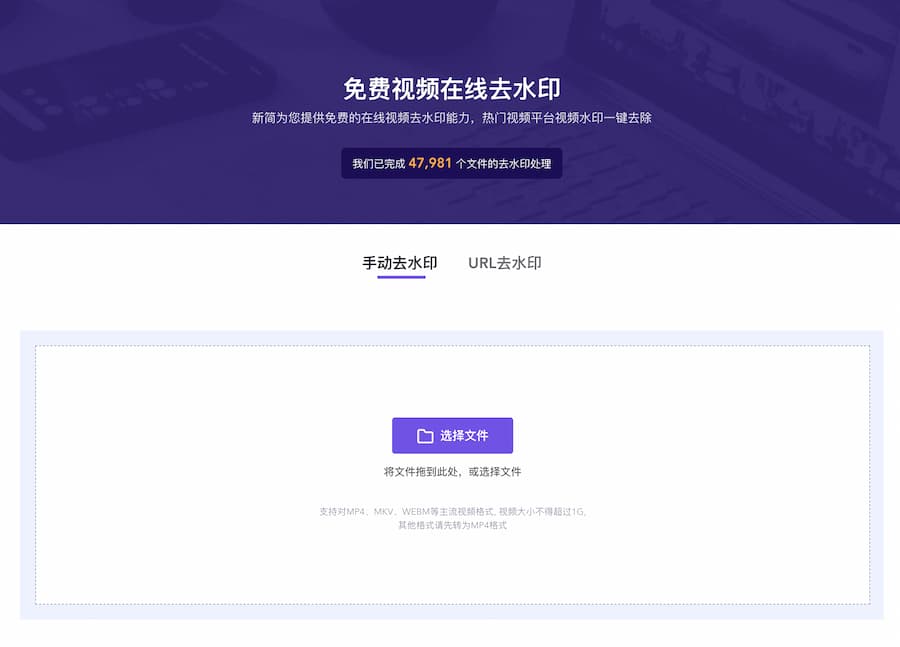 免费视频在线去水印
新简为您提供免费的在线视频去水印能力，热门视频平台视频水印一键去除
我们已完成 47,981 个文件的去水印处理
手动去水印 URL去水印
选择文件
将文件拖到此处，或选择文件
支持对MP4、MKV、WEBM等主流视频格式, 视频大小不得超过1G,
其他格式请先转为MP4格式